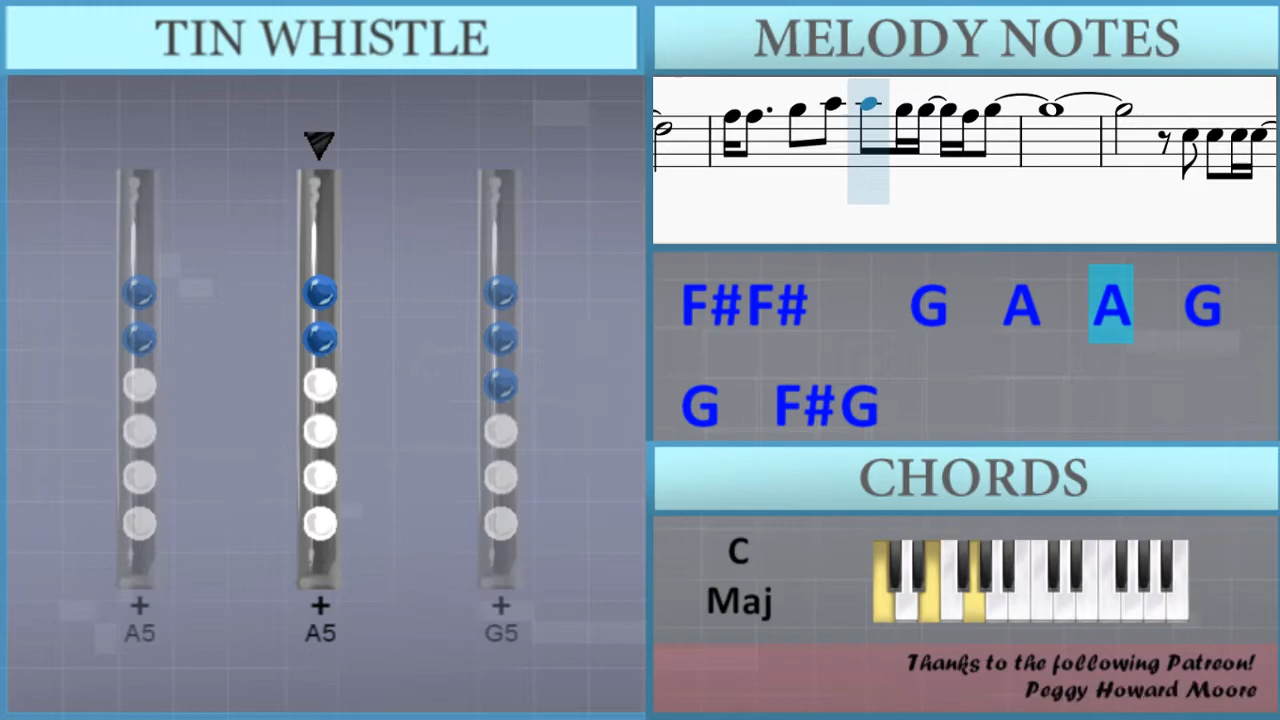 TIN WHISTLE
+ + +
A5 A5 G5
MELODY NOTES
F#F# G A A G
G F#G
CHORDS
C
Maj
Thanks to the following Patreon!
Peggy Howard Moore